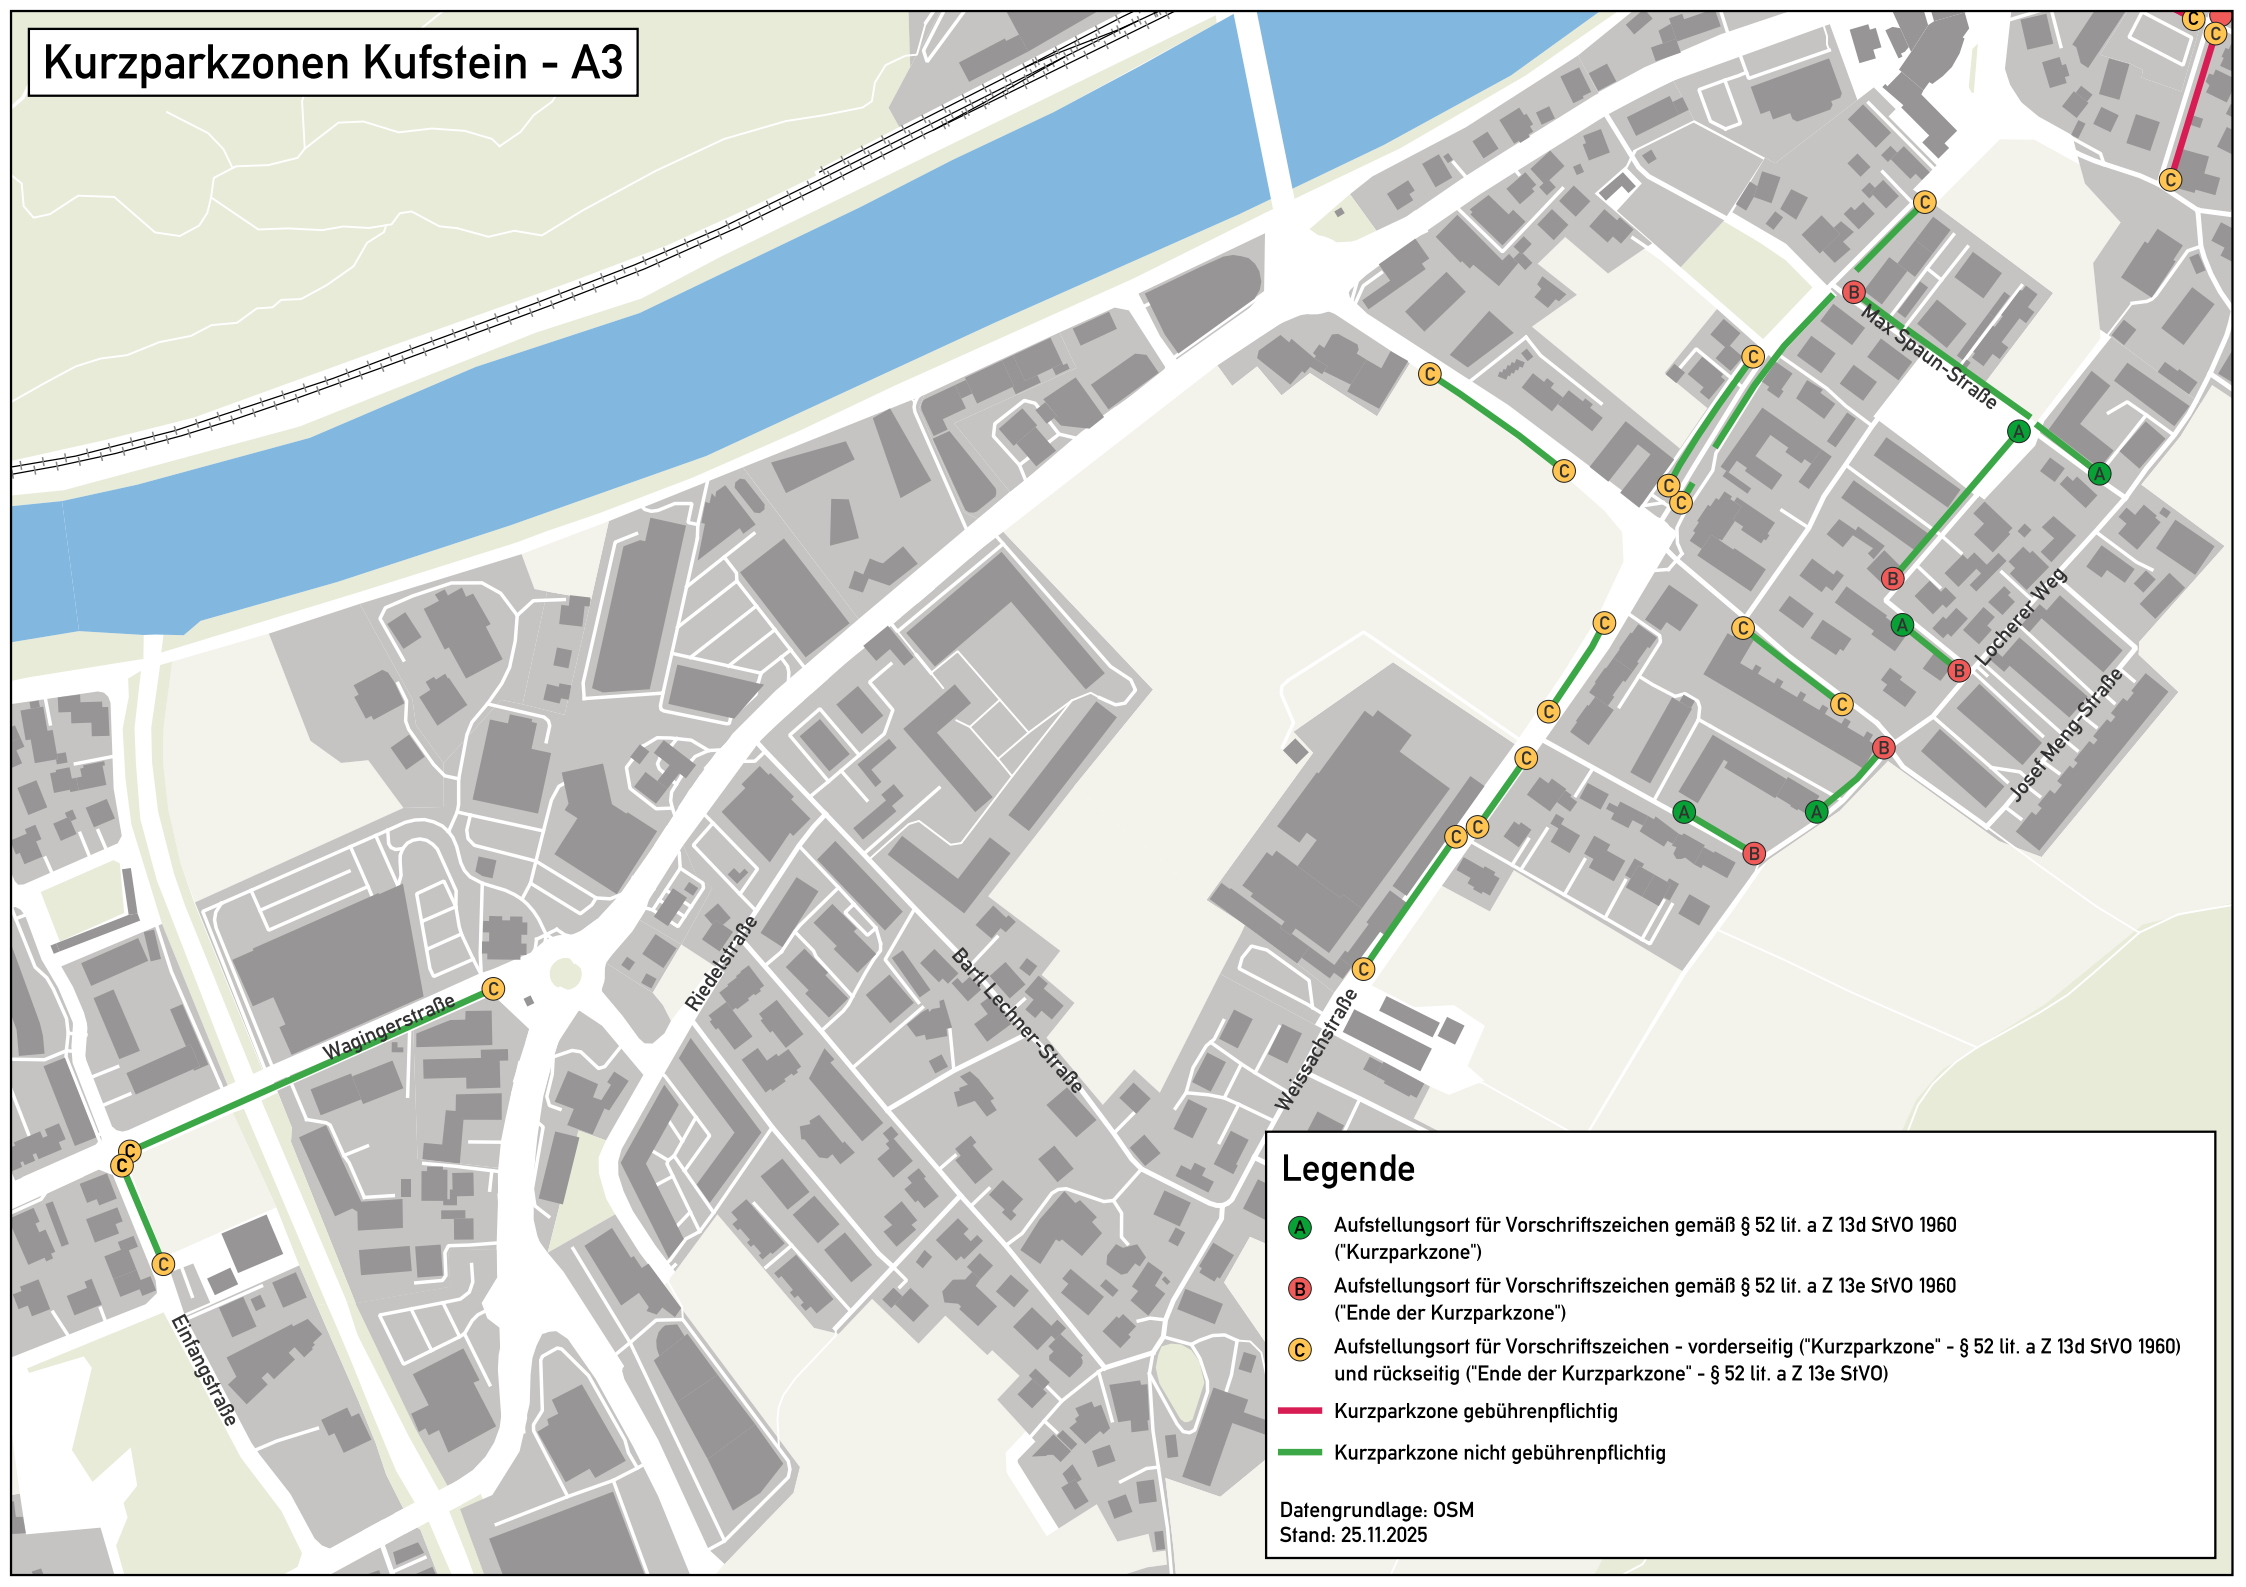 Kurzparkzonen Kufstein - A3
C
C
C
C
B
Max Spaun-Straße
C
C
A
A
C
C
C
B
Locherer Weg
C
A
C
B
Josef Meng-Straße
C
C
B
C
A
A
C
C
B
Riedelstraße
Bartl Lechner-Straße
C
C
Wagingerstraße
Weissachstraße
C
C
C
Einfangstraße
Legende
A Aufstellungsort für Vorschriftszeichen gemäß § 52 lit. a Z 13d StVO 1960
("Kurzparkzone")
B Aufstellungsort für Vorschriftszeichen gemäß § 52 lit. a Z 13e StVO 1960
("Ende der Kurzparkzone")
C Aufstellungsort für Vorschriftszeichen - vorderseitig ("Kurzparkzone" - § 52 lit. a Z 13d StVO 1960)
und rückseitig ("Ende der Kurzparkzone" - § 52 lit. a Z 13e StVO)
Kurzparkzone gebührenpflichtig
Kurzparkzone nicht gebührenpflichtig
Datengrundlage: OSM
Stand: 25.11.2025